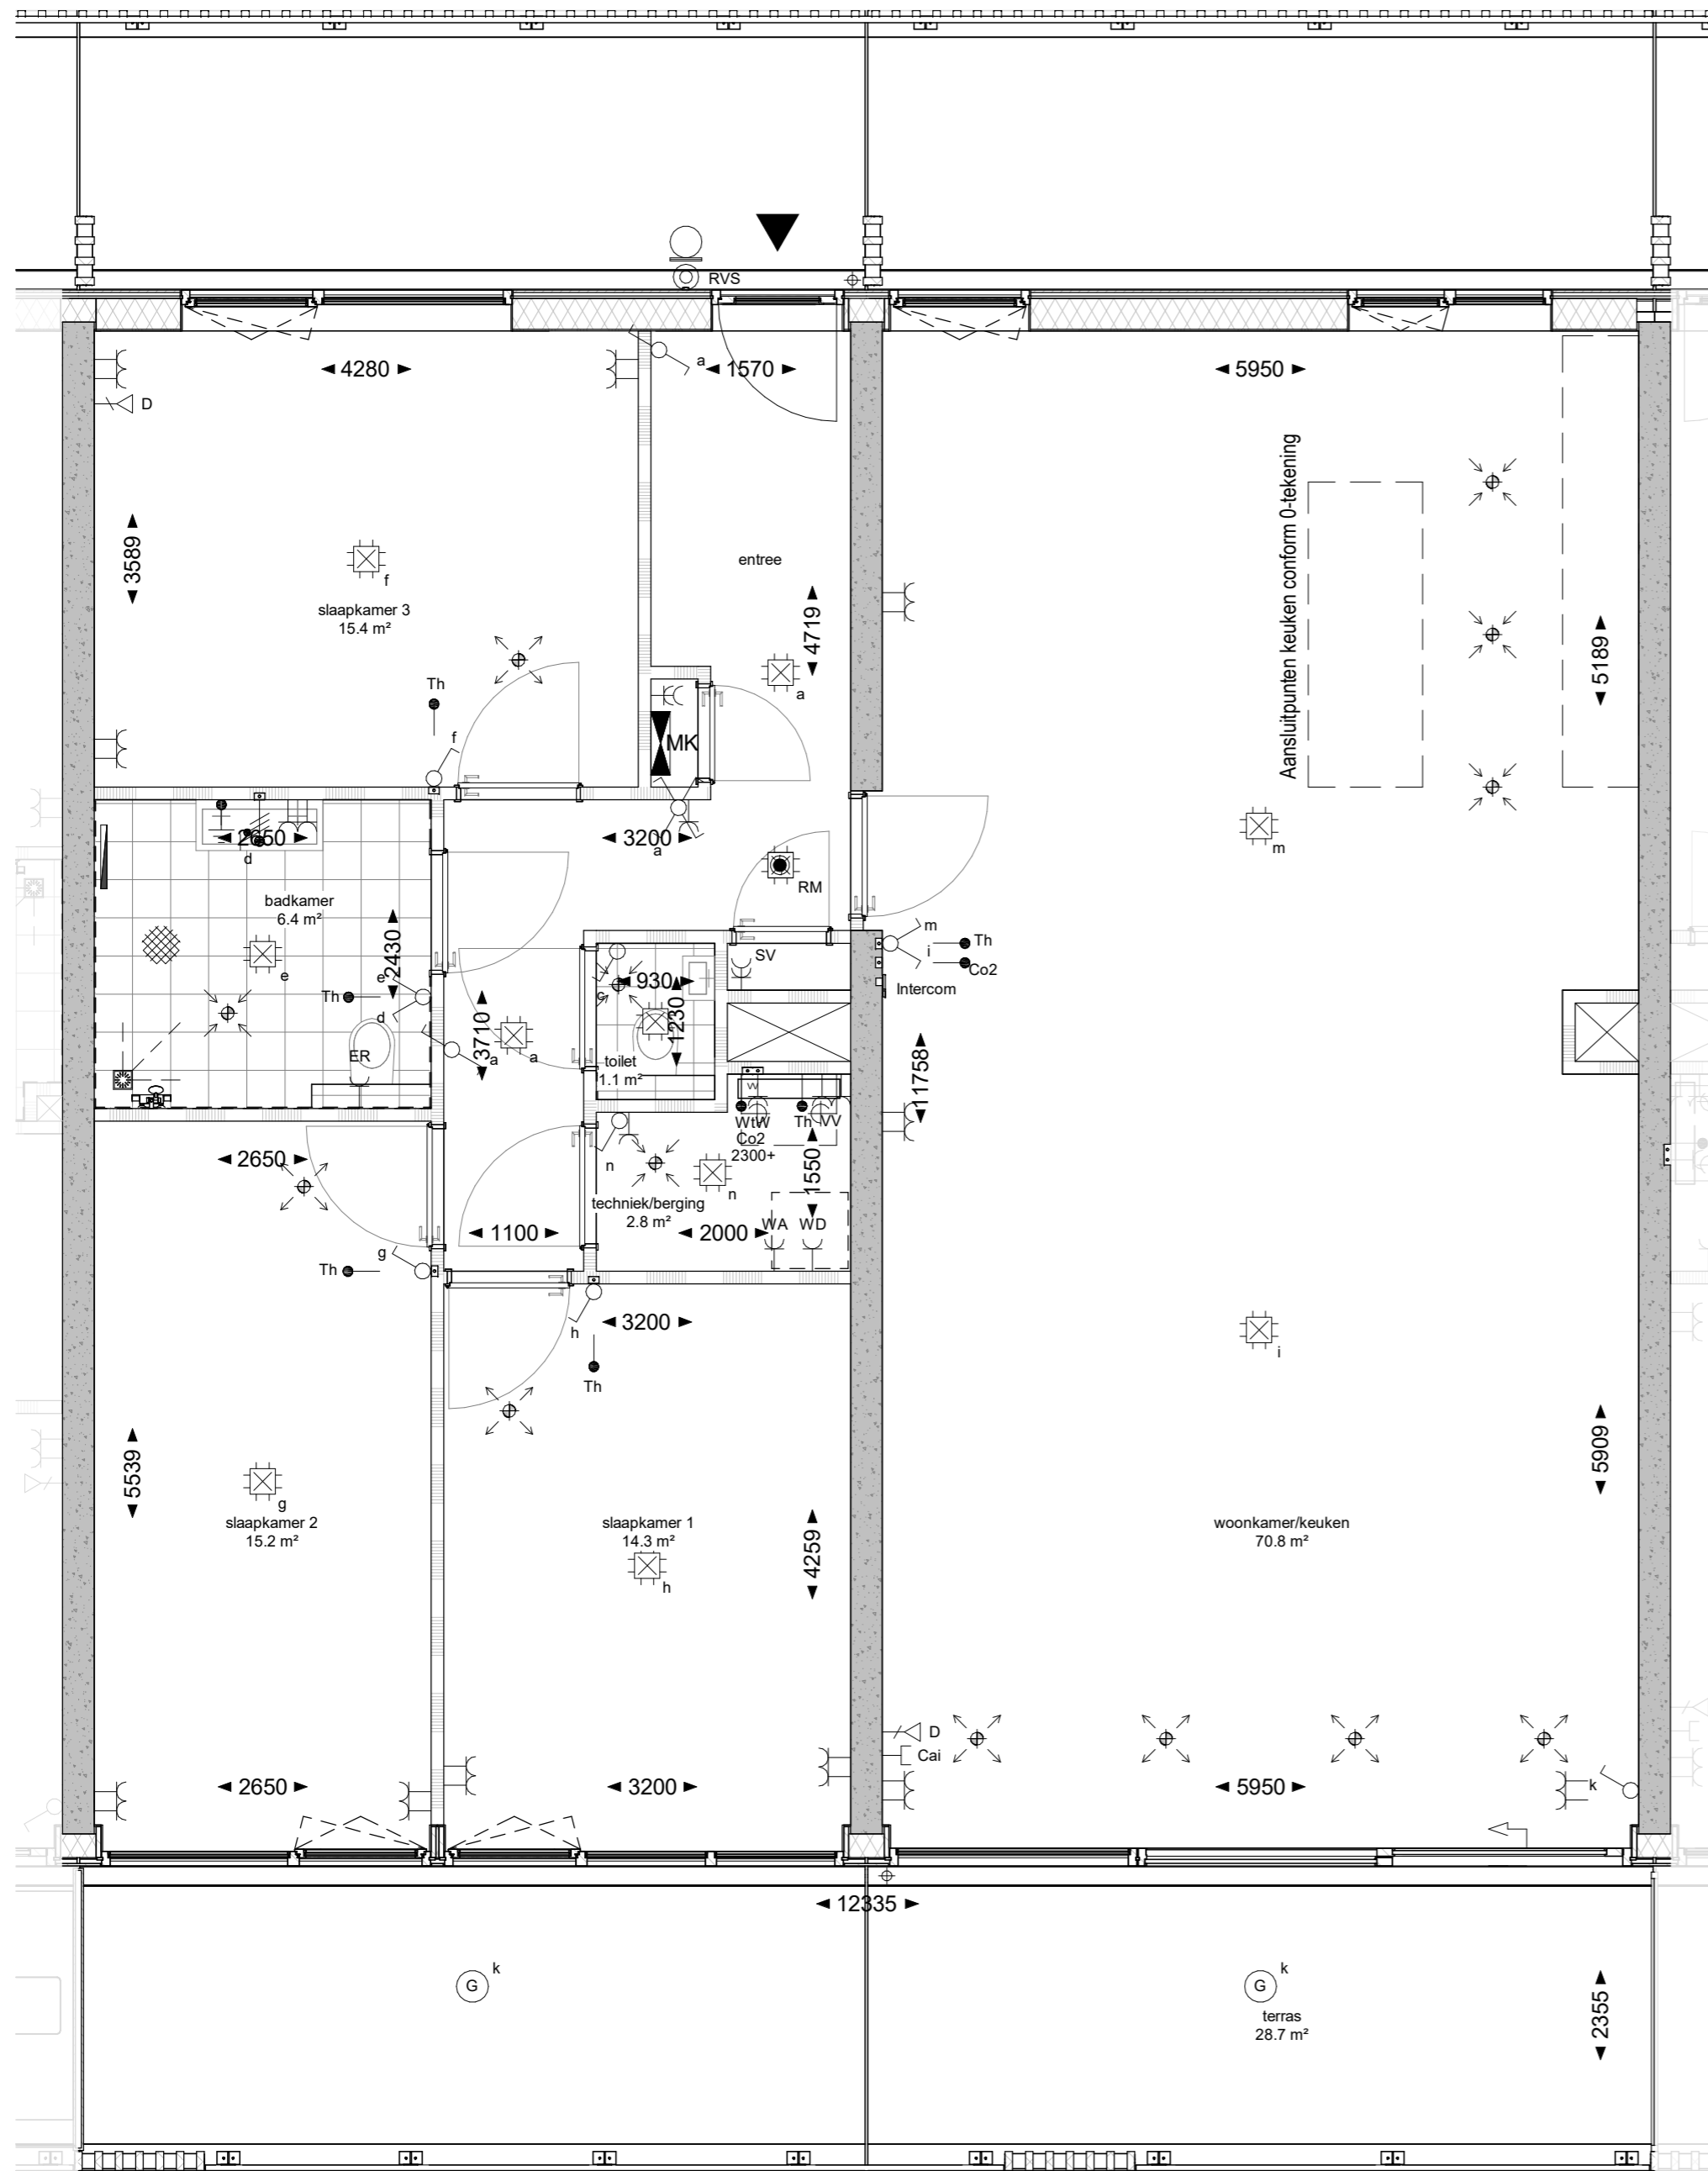 RVS
4280
a
1570
5950
D
Aansluitpunten keuken conform 0-tekening
3589
entree
f
slaapkamer 3
15.4 m²
4719
5189
a
Th
f
MK
2650
d
3200
a
m
RM
badkamer
6.4 m²
2430
e
e
Th
d
m
i
Th
Co2
SV
Intercom
930
c
1230
3710
a
a
ER
toilet
1.1 m²
11758
VV
WtW
Co2
2300+
Th
VV
1550
2650
n
n
techniek/berging
2.8 m²
1100
2000
WA
WD
g
Th
3200
h
Th
i
5539
5909
g
slaapkamer 2
15.2 m²
slaapkamer 1
14.3 m²
h
4259
woonkamer/keuken
70.8 m²
D
Cai
2650
3200
5950
k
12335
G
k
G
k
terras
28.7 m²
2355